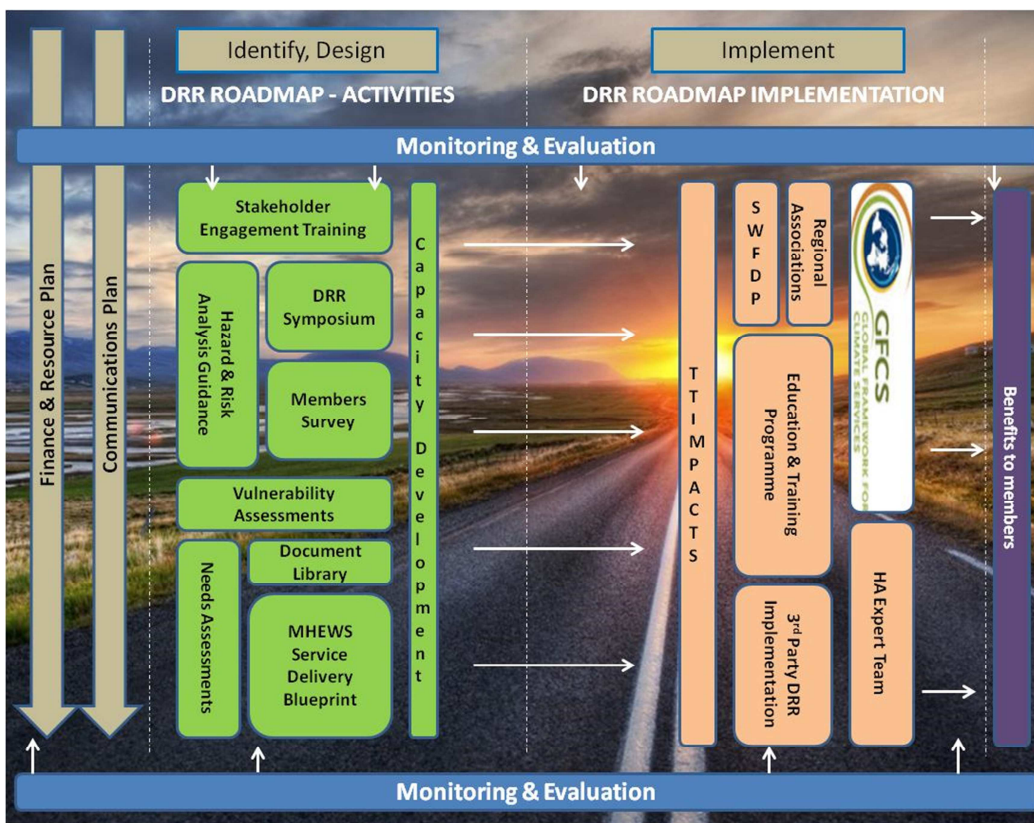 Identify, Design
Implement
DRR ROADMAP - ACTIVITIES
DRR ROADMAP IMPLEMENTATION
Monitoring & Evaluation
Finance & Resource Plan
Communications Plan
Stakeholder
Engagement Training
Hazard & Risk
Analysis Guidance
DRR
Symposium
Members
Survey
Vulnerability
Assessments
Needs Assessments
Document
Library
MHEWS
Service
Delivery
Blueprint
Capacity Development
TTIMPACTS
SWFDP
Regional
Associations
Education & Training
Programme
3rd Party DRR
Implementation
GFCS
GLOBAL FRAMEWORK FOR
CLIMATE SERVICES
HA Expert Team
Benefits to members
Monitoring & Evaluation